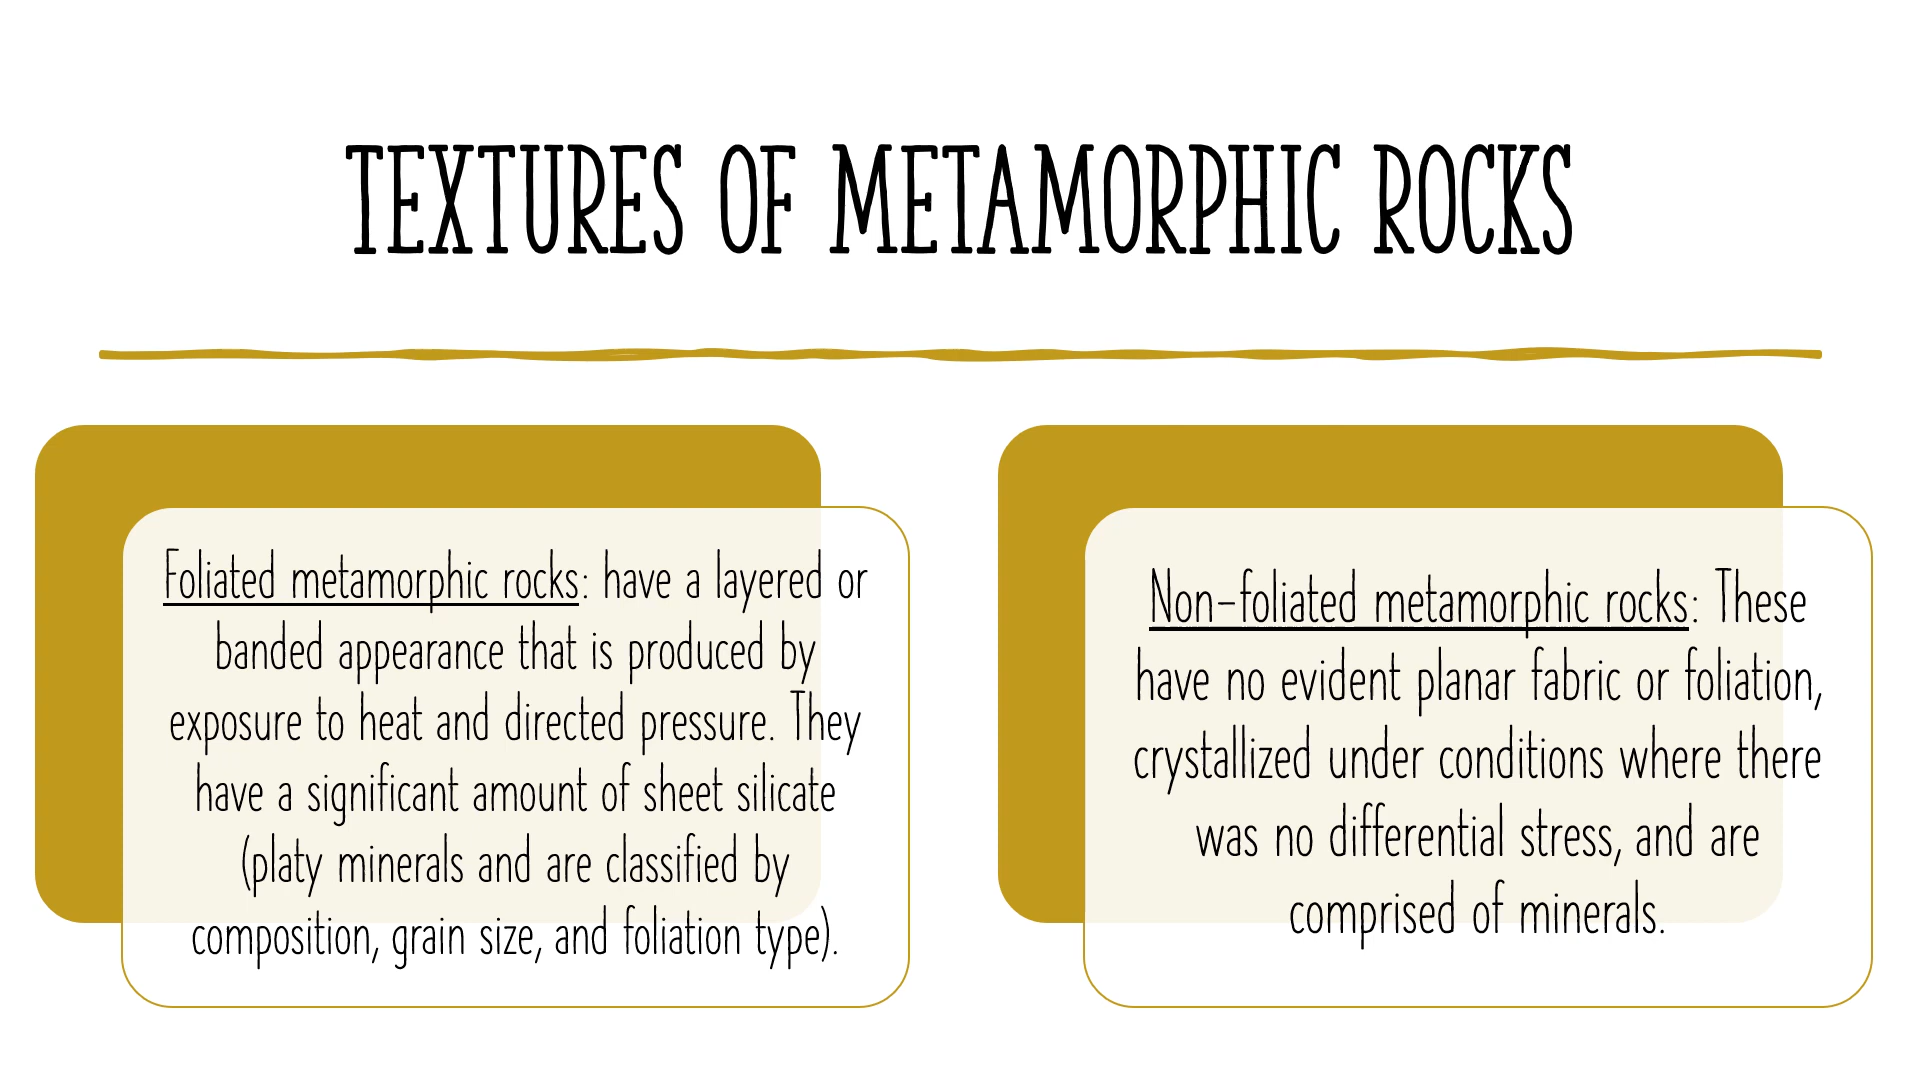 TEXTURES OF METAMORPHIC ROCKS
Foliated metamorphic rocks: have a layered or
banded appearance that is produced by
exposure to heat and directed pressure. They
have a significant amount of sheet silicate
(platy minerals and are classified by
composition, grain size, and foliation type).
Non-foliated metamorphic rocks: These
have no evident planar fabric or foliation,
crystallized under conditions where there
was no differential stress, and are
comprised of minerals.